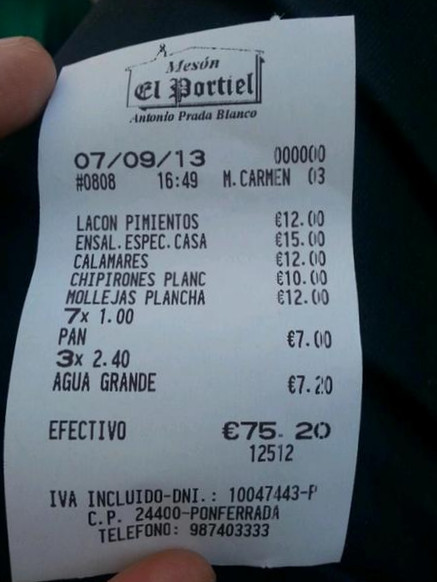 Mesón
El Portiel
Antonio Prada Blanco
07/09/13 000000
#0808 16:49 M.CARMEN 03
LACON PIMIENTOS €12.00
ENSAL.ESPEC.CASA €15.00
CALAMARES €12.00
CHIPIRONES PLANC €10.00
MOLLEJAS PLANCHA €12.00
7x 1.00
PAN €7.00
3x 2.40
AGUA GRANDE €7.20
EFECTIVO €75.20
12512
IVA INCLUIDO-DNI.: 10047443-P
C.P. 24400-PONFERRADA
TELEFONO: 987403333